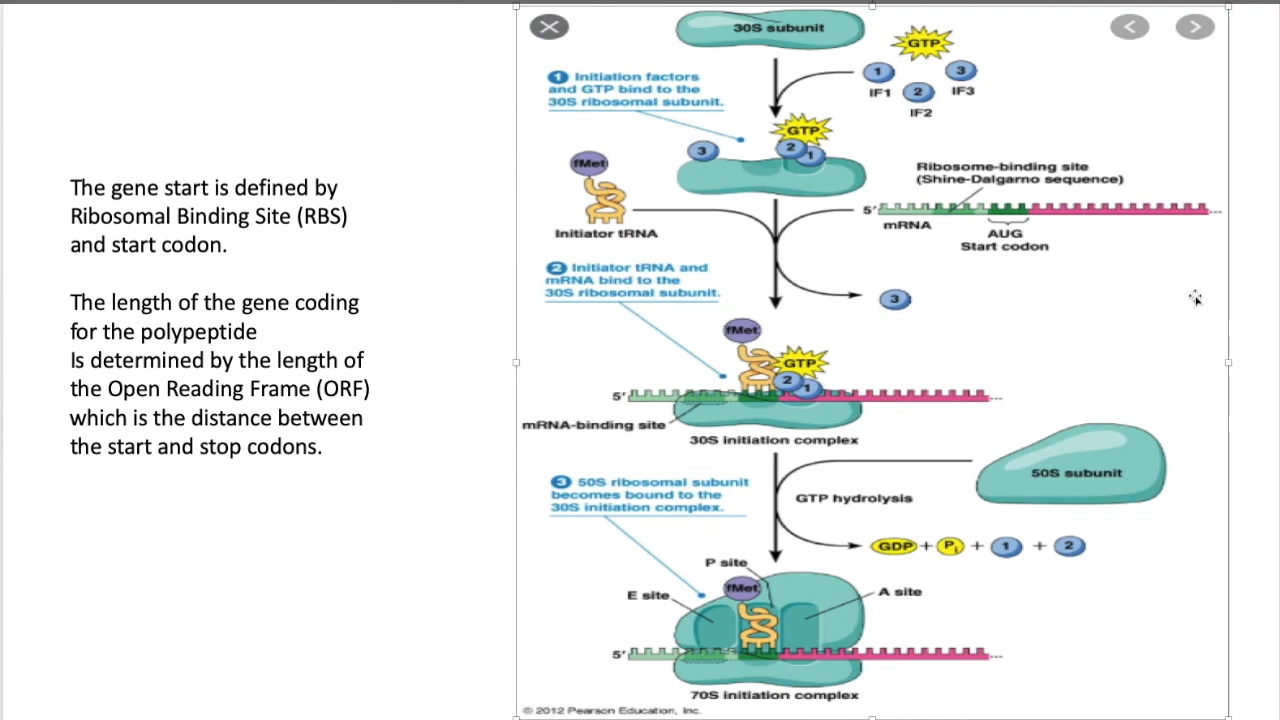 The gene start is defined by
Ribosomal Binding Site (RBS)
and start codon.
The length of the gene coding
for the polypeptide
Is determined by the length of
the Open Reading Frame (ORF)
which is the distance between
the start and stop codons.
30S subunit
GTP
1
3
IF1
2
IF3
IF2
1 Initiation factors
and GTP bind to the
30S ribosomal subunit.
GTP
3
2
1
fMet
Initiator tRNA
Ribosome-binding site
(Shine-Dalgarno sequence)
5′
mRNA
AUG
Start codon
2 Initiator tRNA and
mRNA bind to the
30S ribosomal subunit.
3
fMet
GTP
2
1
5′
mRNA-binding site
30S initiation complex
50S subunit
3 50S ribosomal subunit
becomes bound to the
30S initiation complex.
GTP hydrolysis
GDP + Pi + 1 + 2
P site
fMet
E site
A site
5′
70S initiation complex
© 2012 Pearson Education, Inc.